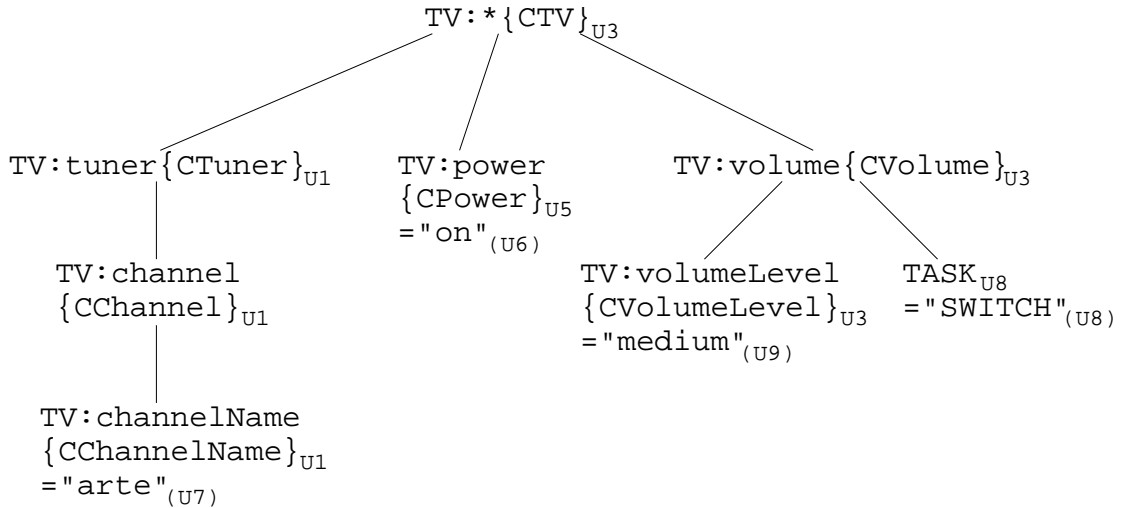 TV:*{CTV}U3
TV:tuner{CTuner}U1
TV:power
{CPower}U5
="on"(U6)
TV:volume{CVolume}U3
TV:channel
{CChannel}U1
TV:volumeLevel
{CVolumeLevel}U3
="medium"(U9)
TASKU8
="SWITCH"(U8)
TV:channelName
{CChannelName}U1
="arte"(U7)